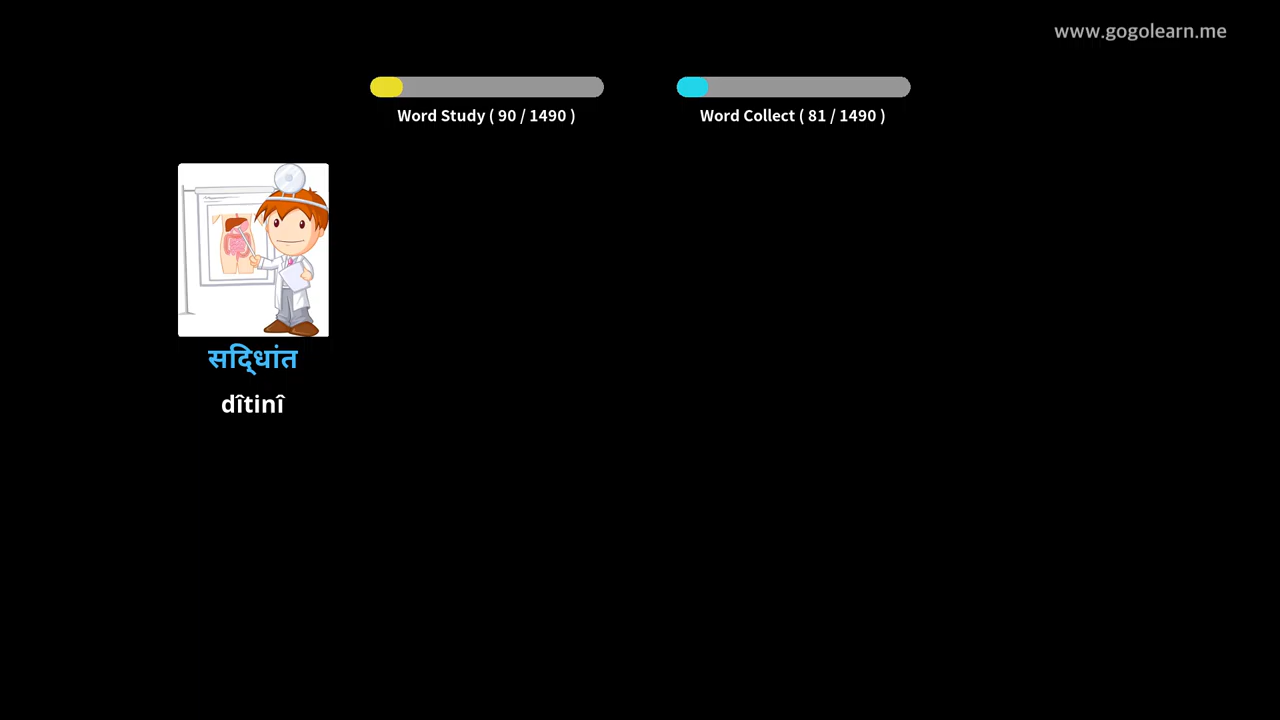 www.gogolearn.me
Word Study ( 90 / 1490 )
Word Collect ( 81 / 1490 )
सद्धिांत
dîtinî